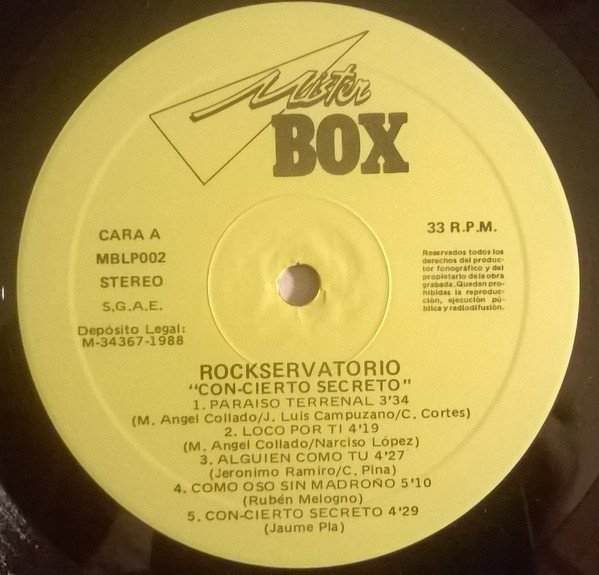 Mister
BOX
CARA A
MBLP002
STEREO
S.G.A.E.
Depósito Legal:
M-34367-1988
33 R.P.M.
Reservados todos los
derechos del produc-
tor fonográfico y del
propietario de la obra
grabada. Quedan pro-
hibidas la reproduc-
ción, ejecución pú-
blica y radiodifusión.
ROCKSERVATORIO
"CON-CIERTO SECRETO"
1. PARAISO TERRENAL 3'34
(M. Angel Collado/J. Luis Campuzano/C. Cortes)
2. LOCO POR TI 4'19
(M. Angel Collado/Narciso López)
3. ALGUIEN COMO TU 4'27
(Jeronimo Ramiro/C. Pina)
4. COMO OSO SIN MADROÑO 5'10
(Rubén Melogno)
5. CON-CIERTO SECRETO 4'29
(Jaume Pla)